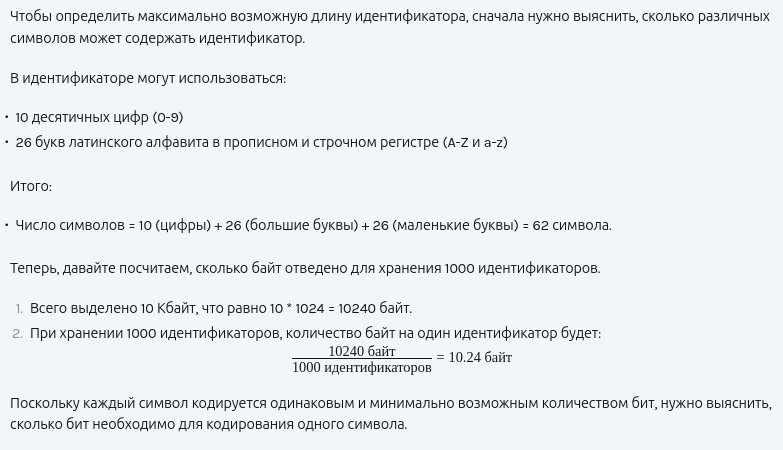 Чтобы определить максимально возможную длину идентификатора, сначала нужно выяснить, сколько различных
символов может содержать идентификатор.
В идентификаторе могут использоваться:
• 10 десятичных цифр (0-9)
• 26 букв латинского алфавита в прописном и строчном регистре (A-Z и a-z)
Итого:
• Число символов = 10 (цифры) + 26 (большие буквы) + 26 (маленькие буквы) = 62 символа.
Теперь, давайте посчитаем, сколько байт отведено для хранения 1000 идентификаторов.
1. Всего выделено 10 Кбайт, что равно 10 * 1024 = 10240 байт.
2. При хранении 1000 идентификаторов, количество байт на один идентификатор будет:
10240 байт
1000 идентификаторов = 10.24 байт
Поскольку каждый символ кодируется одинаковым и минимально возможным количеством бит, нужно выяснить,
сколько бит необходимо для кодирования одного символа.